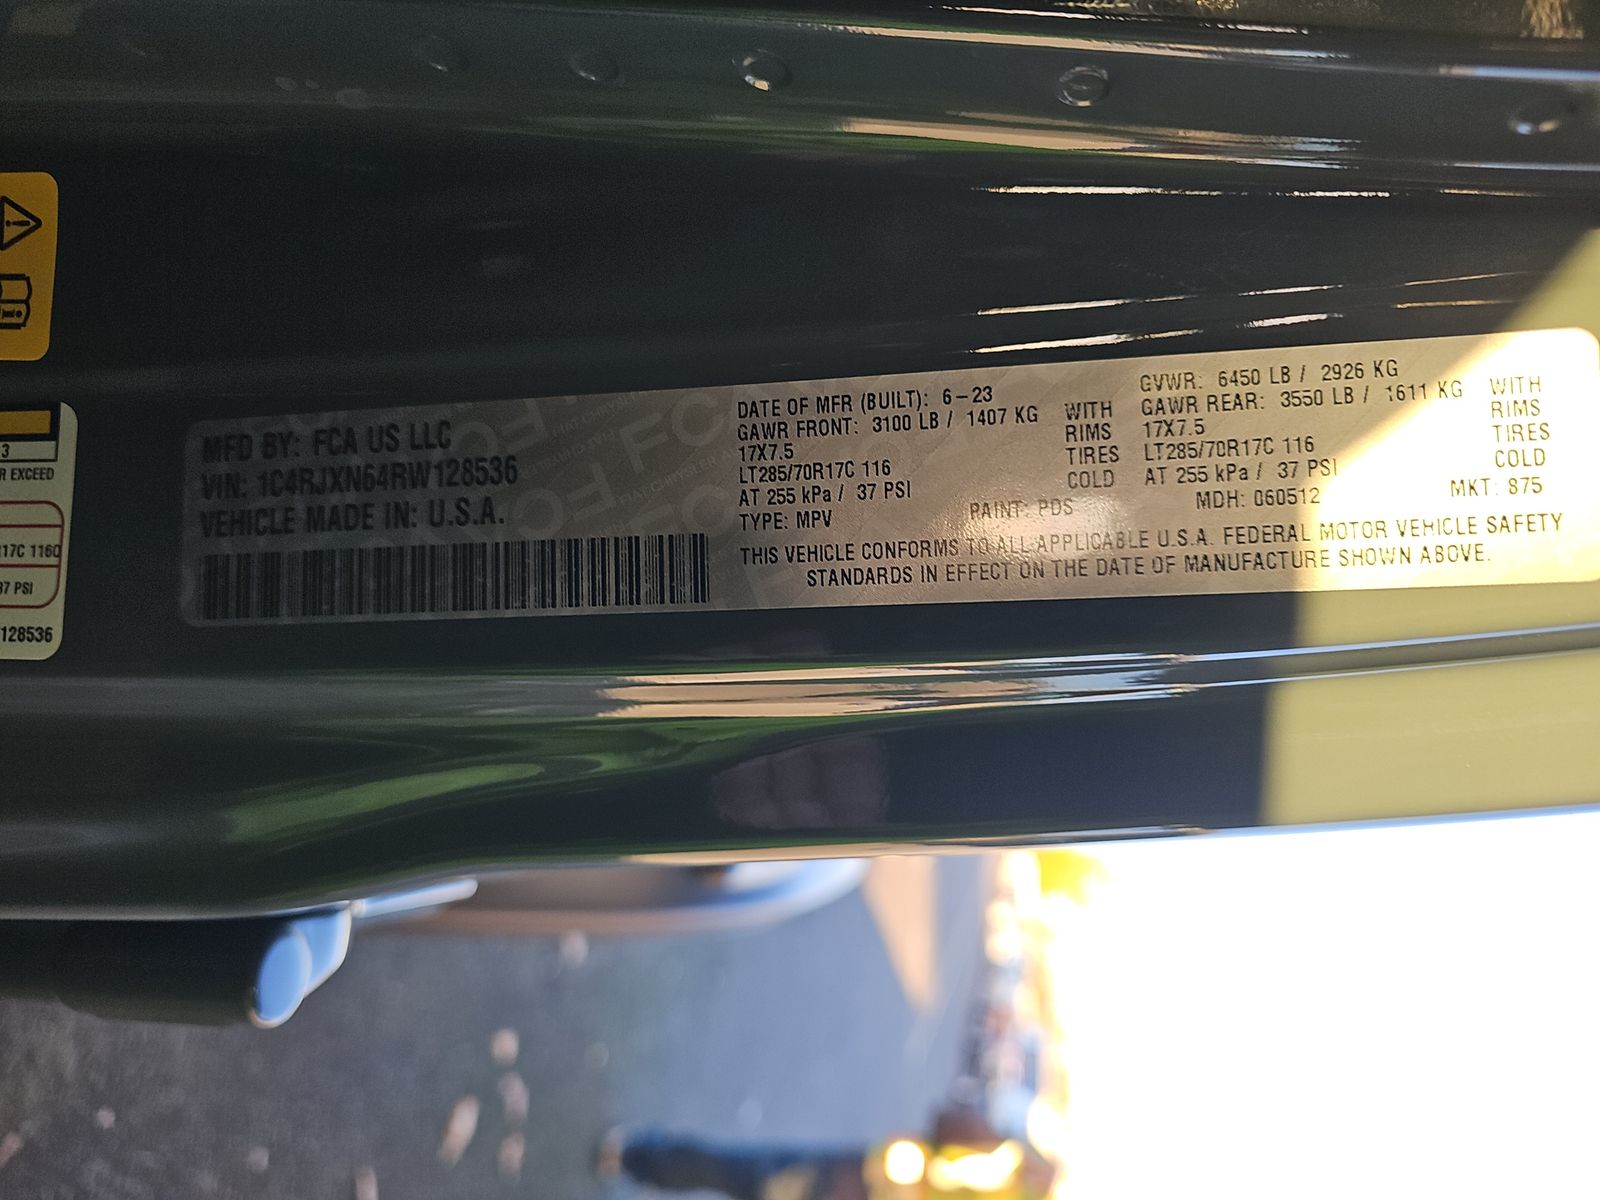 3
R EXCEED
R17C 116C
37 PSI
128536
MFD BY: FCA US LLC
VIN: 1C4RJXN64RW128536
VEHICLE MADE IN: U.S.A.
DATE OF MFR (BUILT): 6-23
GAWR FRONT: 3100 LB / 1407 KG WITH
17X7.5 RIMS
LT285/70R17C 116 TIRES
AT 255 kPa / 37 PSI COLD
TYPE: MPV PAINT: PDS
GVWR: 6450 LB / 2926 KG
GAWR REAR: 3550 LB / 1611 KG WITH
17X7.5 RIMS
LT285/70R17C 116 TIRES
AT 255 kPa / 37 PSI COLD
MDH: 060512 MKT: 875
THIS VEHICLE CONFORMS TO ALL APPLICABLE U.S.A. FEDERAL MOTOR VEHICLE SAFETY
STANDARDS IN EFFECT ON THE DATE OF MANUFACTURE SHOWN ABOVE.